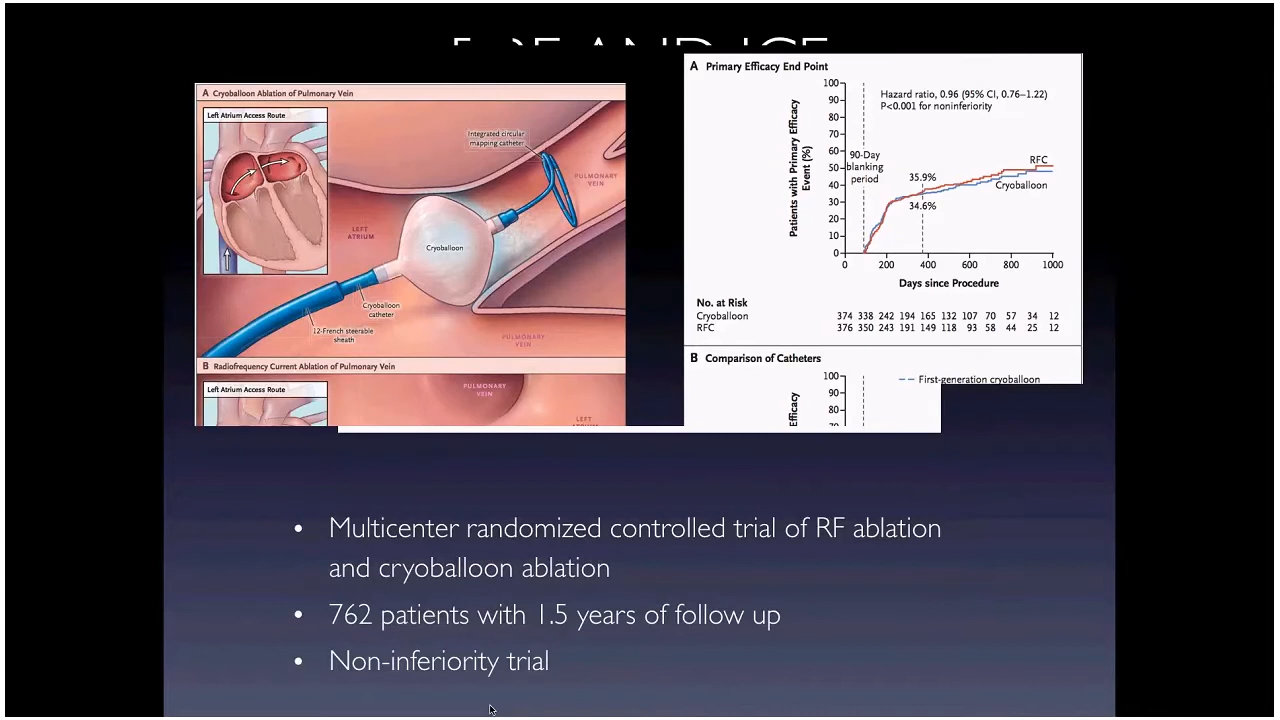 A Cryoballoon Ablation of Pulmonary Vein
Left Atrium Access Route
Integrated circular
mapping catheter
PULMONARY
VEIN
LEFT
ATRIUM
Cryoballoon
Cryoballoon
catheter
12-French steerable
sheath
PULMONARY
VEIN
B Radiofrequency Current Ablation of Pulmonary Vein
Left Atrium Access Route
PULMONARY
VEIN
LEFT
A Primary Efficacy End Point
Patients with Primary Efficacy
Event (%)
100
90
80
70
60
50
40
30
20
10
0
Hazard ratio, 0.96 (95% CI, 0.76–1.22)
P<0.001 for noninferiority
90-Day
blanking
period
35.9%
34.6%
RFC
Cryoballoon
0 200 400 600 800 1000
Days since Procedure
No. at Risk
Cryoballoon 374 338 242 194 165 132 107 70 57 34 12
RFC 376 350 243 191 149 118 93 58 44 25 12
B Comparison of Catheters
Efficacy
100
90
80
First-generation cryoballoon
• Multicenter randomized controlled trial of RF ablation
and cryoballoon ablation
• 762 patients with 1.5 years of follow up
• Non-inferiority trial